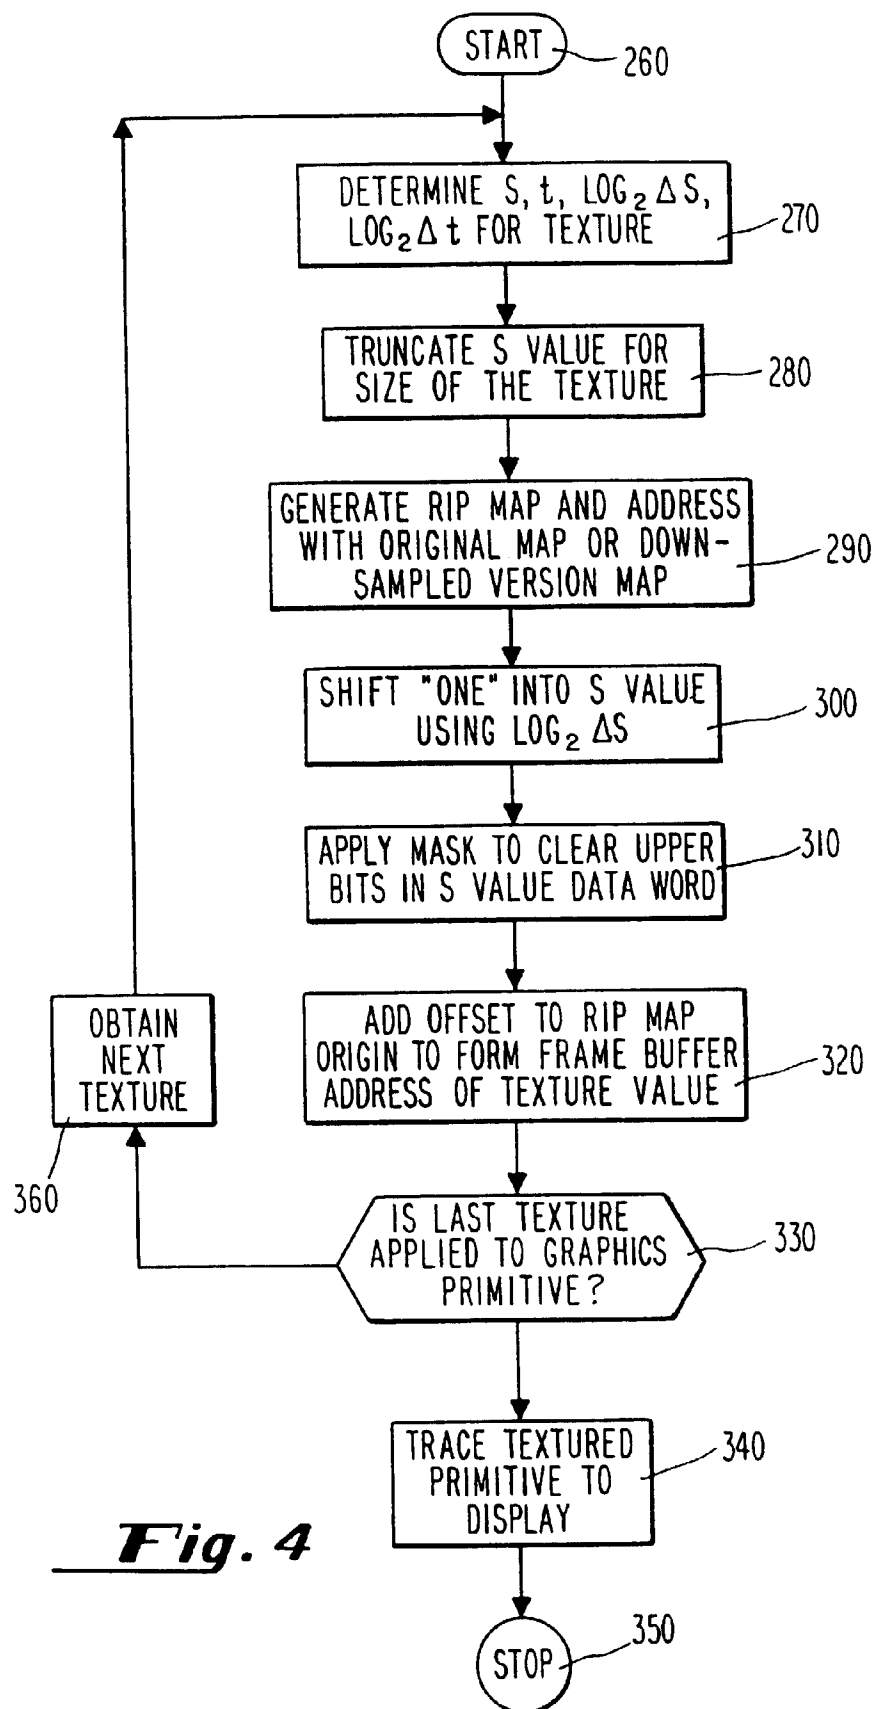 START
260
DETERMINE S, t, LOG₂ ΔS,
LOG₂Δt FOR TEXTURE
270
TRUNCATE S VALUE FOR
SIZE OF THE TEXTURE
280
GENERATE RIP MAP AND ADDRESS
WITH ORIGINAL MAP OR DOWN-
SAMPLED VERSION MAP
290
SHIFT "ONE" INTO S VALUE
USING LOG₂ ΔS
300
APPLY MASK TO CLEAR UPPER
BITS IN S VALUE DATA WORD
310
ADD OFFSET TO RIP MAP
ORIGIN TO FORM FRAME BUFFER
ADDRESS OF TEXTURE VALUE
320
OBTAIN
NEXT
TEXTURE
360
IS LAST TEXTURE
APPLIED TO GRAPHICS
PRIMITIVE?
330
TRACE TEXTURED
PRIMITIVE TO
DISPLAY
340
Fig. 4
STOP
350